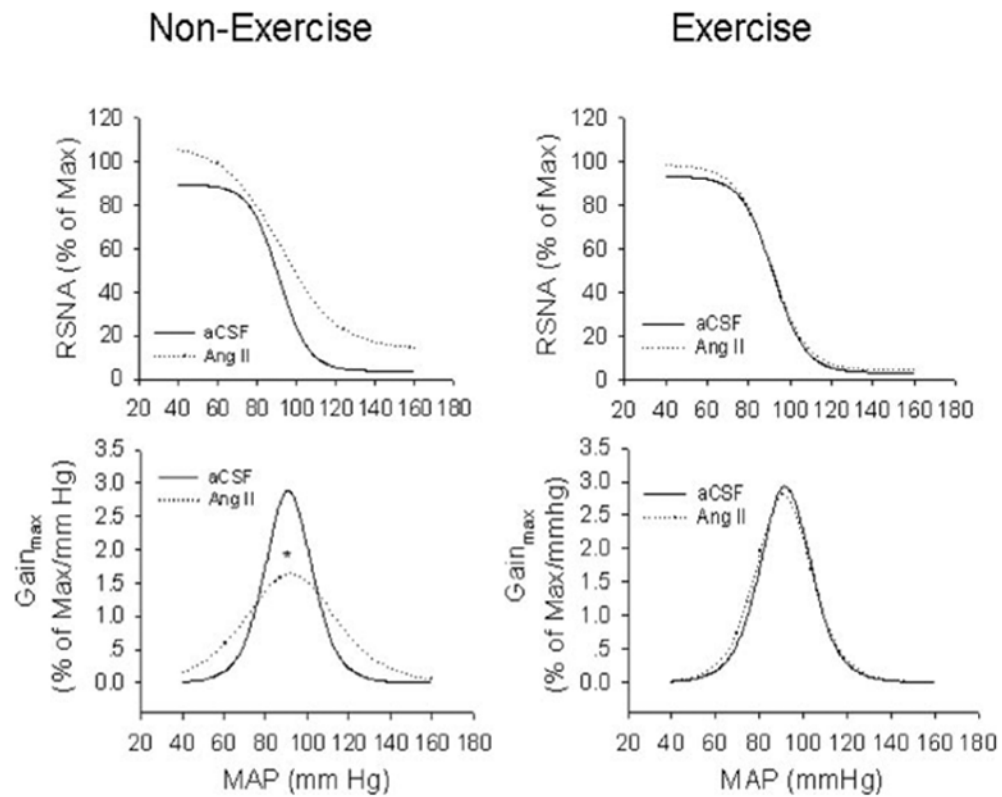 Non-Exercise
Exercise
RSNA (% of Max)
120
100
80
60
40
20
0
aCSF
Ang II
20 40 60 80 100 120 140 160 180
RSNA (% of Max)
120
100
80
60
40
20
0
aCSF
Ang II
20 40 60 80 100 120 140 160 180
Gainmax
(% of Max/mm Hg)
3.5
3.0
2.5
2.0
1.5
1.0
.5
0.0
aCSF
Ang II
*
20 40 60 80 100 120 140 160 180
MAP (mm Hg)
Gainmax
(% of Max/mmhg)
3.5
3.0
2.5
2.0
1.5
1.0
.5
0.0
aCSF
Ang II
20 40 60 80 100 120 140 160 180
MAP (mmHg)